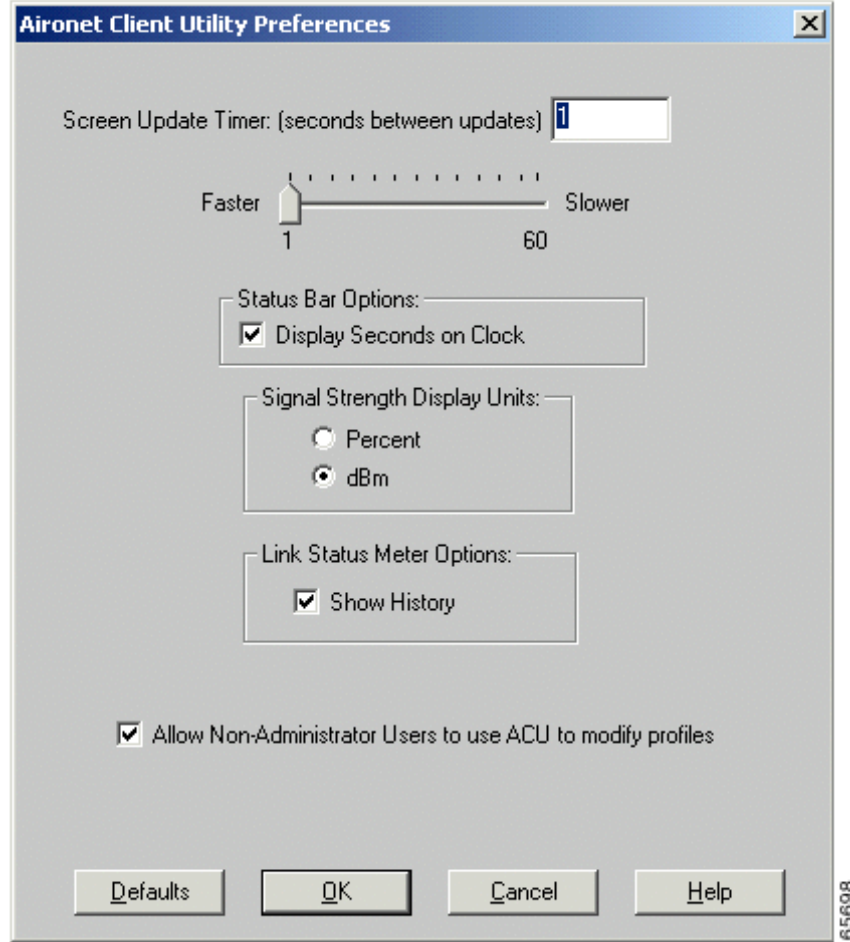 Aironet Client Utility Preferences
Screen Update Timer: (seconds between updates) 1
Faster Slower
1 60
Status Bar Options:
Display Seconds on Clock
Signal Strength Display Units:
Percent
dBm
Link Status Meter Options:
Show History
Allow Non-Administrator Users to use ACU to modify profiles
Defaults OK Cancel Help
65698